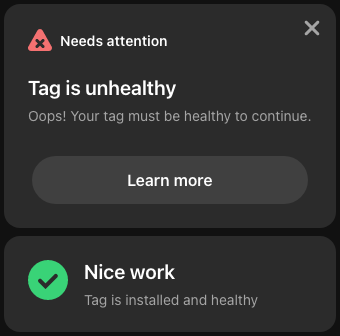 Needs attention
Tag is unhealthy
Oops! Your tag must be healthy to continue.
Learn more
Nice work
Tag is installed and healthy